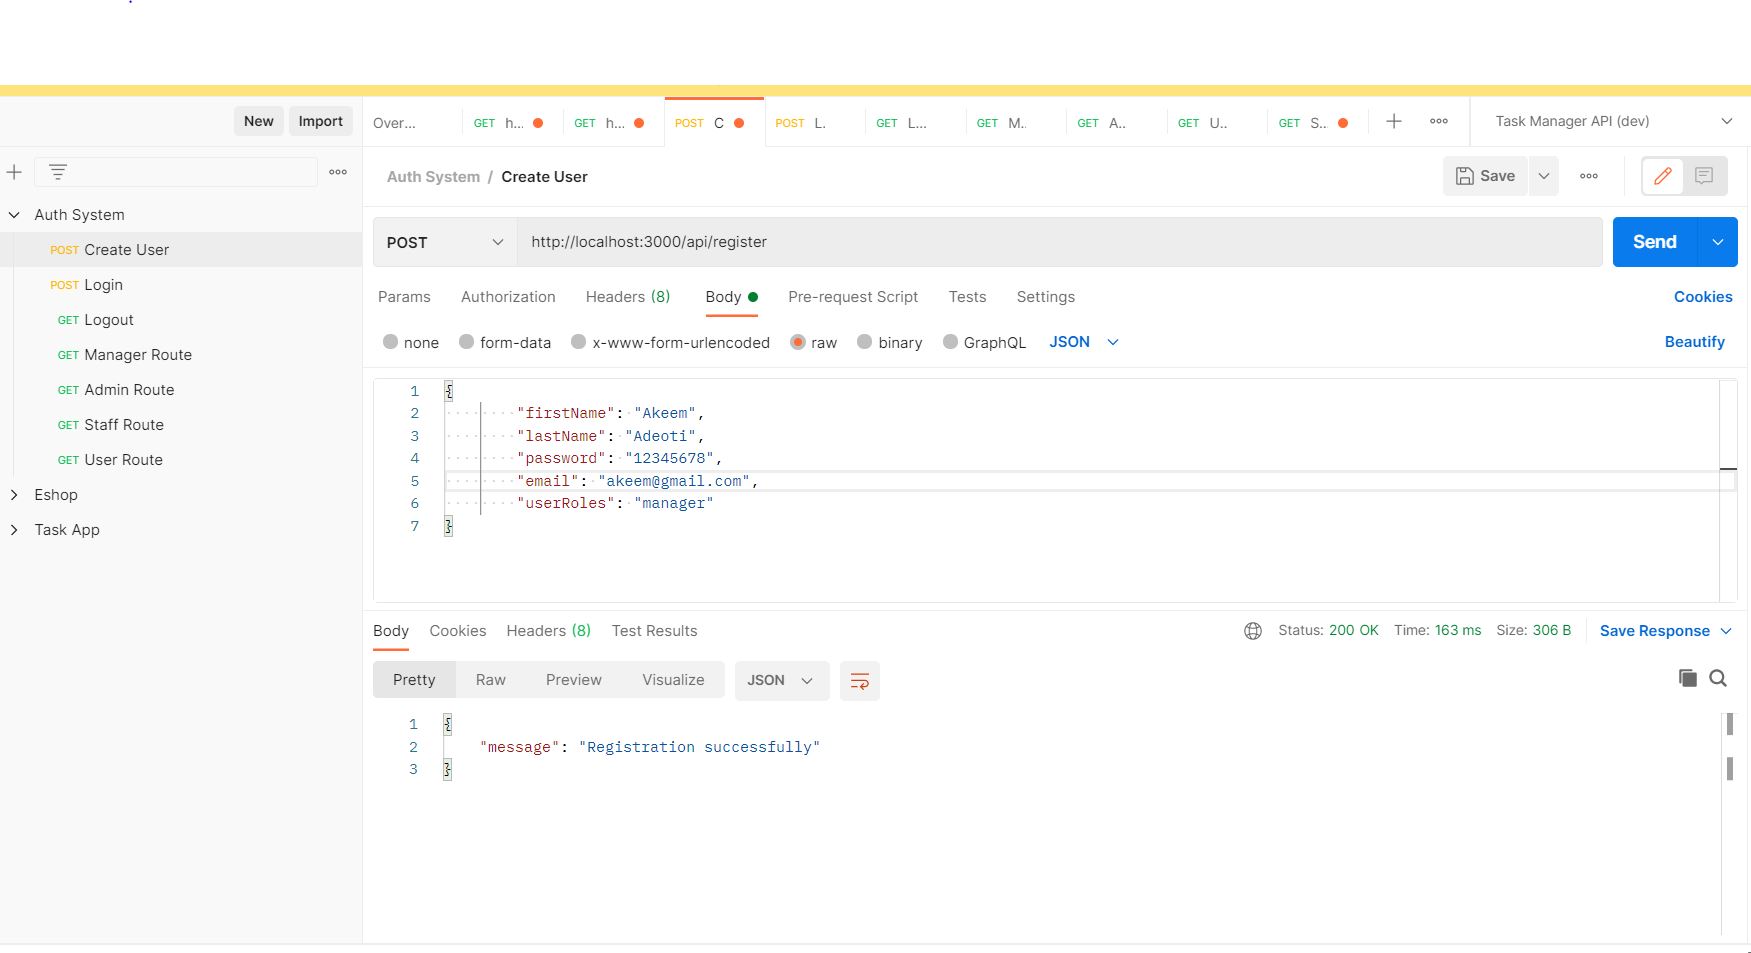 New Import
Over... GET h... GET h... POST C POST L. GET L... GET M.. GET A.. GET U.. GET S... Task Manager API (dev)
Auth System / Create User Save
Auth System
POST Create User
POST Login
GET Logout
GET Manager Route
GET Admin Route
GET Staff Route
GET User Route
Eshop
Task App
POST http://localhost:3000/api/register Send
Params Authorization Headers (8) Body Pre-request Script Tests Settings Cookies
none form-data x-www-form-urlencoded raw binary GraphQL JSON Beautify
1 {
2 "firstName": "Akeem",
3 "lastName": "Adeoti",
4 "password": "12345678",
5 "email": "akeem@gmail.com",
6 "userRoles": "manager"
7 }
Body Cookies Headers (8) Test Results Status: 200 OK Time: 163 ms Size: 306 B Save Response
Pretty Raw Preview Visualize JSON
1 {
2 "message": "Registration successfully"
3 }